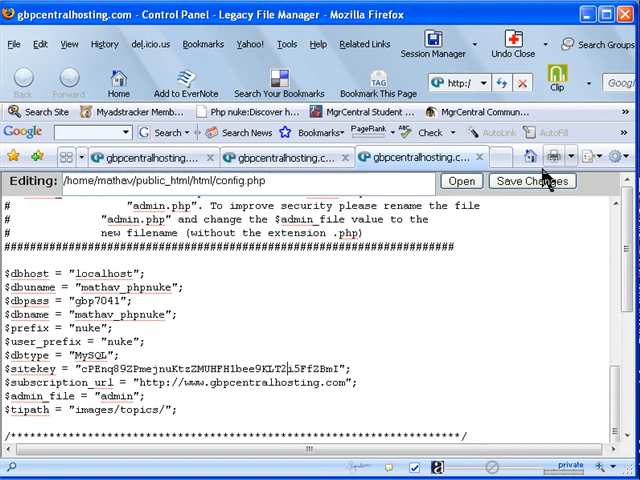 gbpcentralhosting.com - Control Panel - Legacy File Manager - Mozilla Firefox
File Edit View History del.icio.us Bookmarks Yahoo! Tools Help Related Links Session Manager Undo Close Search Groups
Back Forward Home Add to EverNote Search Your Bookmarks TAG Bookmark This Page http:/ Clip Goog
Search Site Myadstracker Memb... Php nuke:Discover h... MgrCentral Student ... MgrCentral Commun...
Google Search Search News Bookmarks PageRank Check AutoLink AutoFill
gbpcentralhosting.com... gbpcentralhosting.com... gbpcentralhosting.c...
Editing: /home/mathav/public_html/html/config.php Open Save Changes
# "admin.php". To improve security please rename the file
# "admin.php" and change the $admin_file value to the
# new filename (without the extension .php)
######################################################################
$dbhost = "localhost";
$dbuname = "mathav_phpnuke";
$dbpass = "gbp7041";
$dbname = "mathav_phpnuke";
$prefix = "nuke";
$user_prefix = "nuke";
$dbtype = "MySQL";
$sitekey = "cPEnq89ZPmejnuKtzZMUHFH1bee9KLT2i5FfZBmI";
$subscription_url = "http://www.gbpcentralhosting.com";
$admin_file = "admin";
$tipath = "images/topics/";
/*********************************************************************/
private